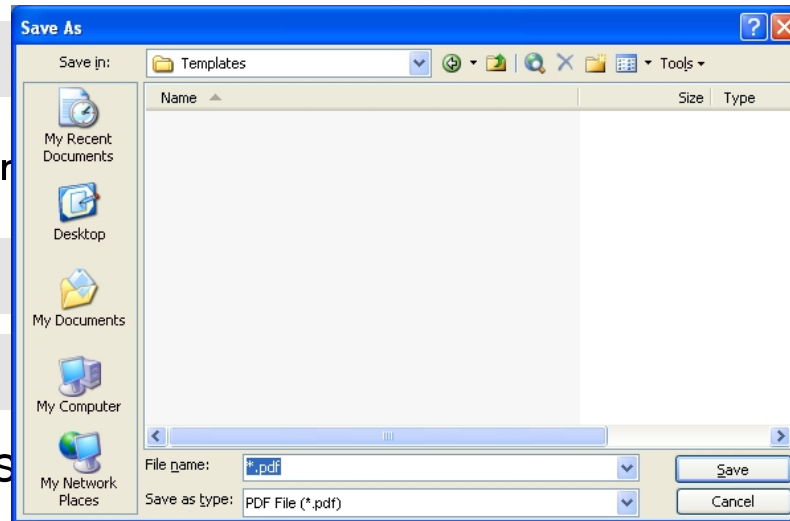 Save As
Save in:
Templates
Tools
Name
Size
Type
My Recent
Documents
Desktop
My Documents
My Computer
My Network
Places
File name:
*.pdf
Save
Save as type:
PDF File (*.pdf)
Cancel